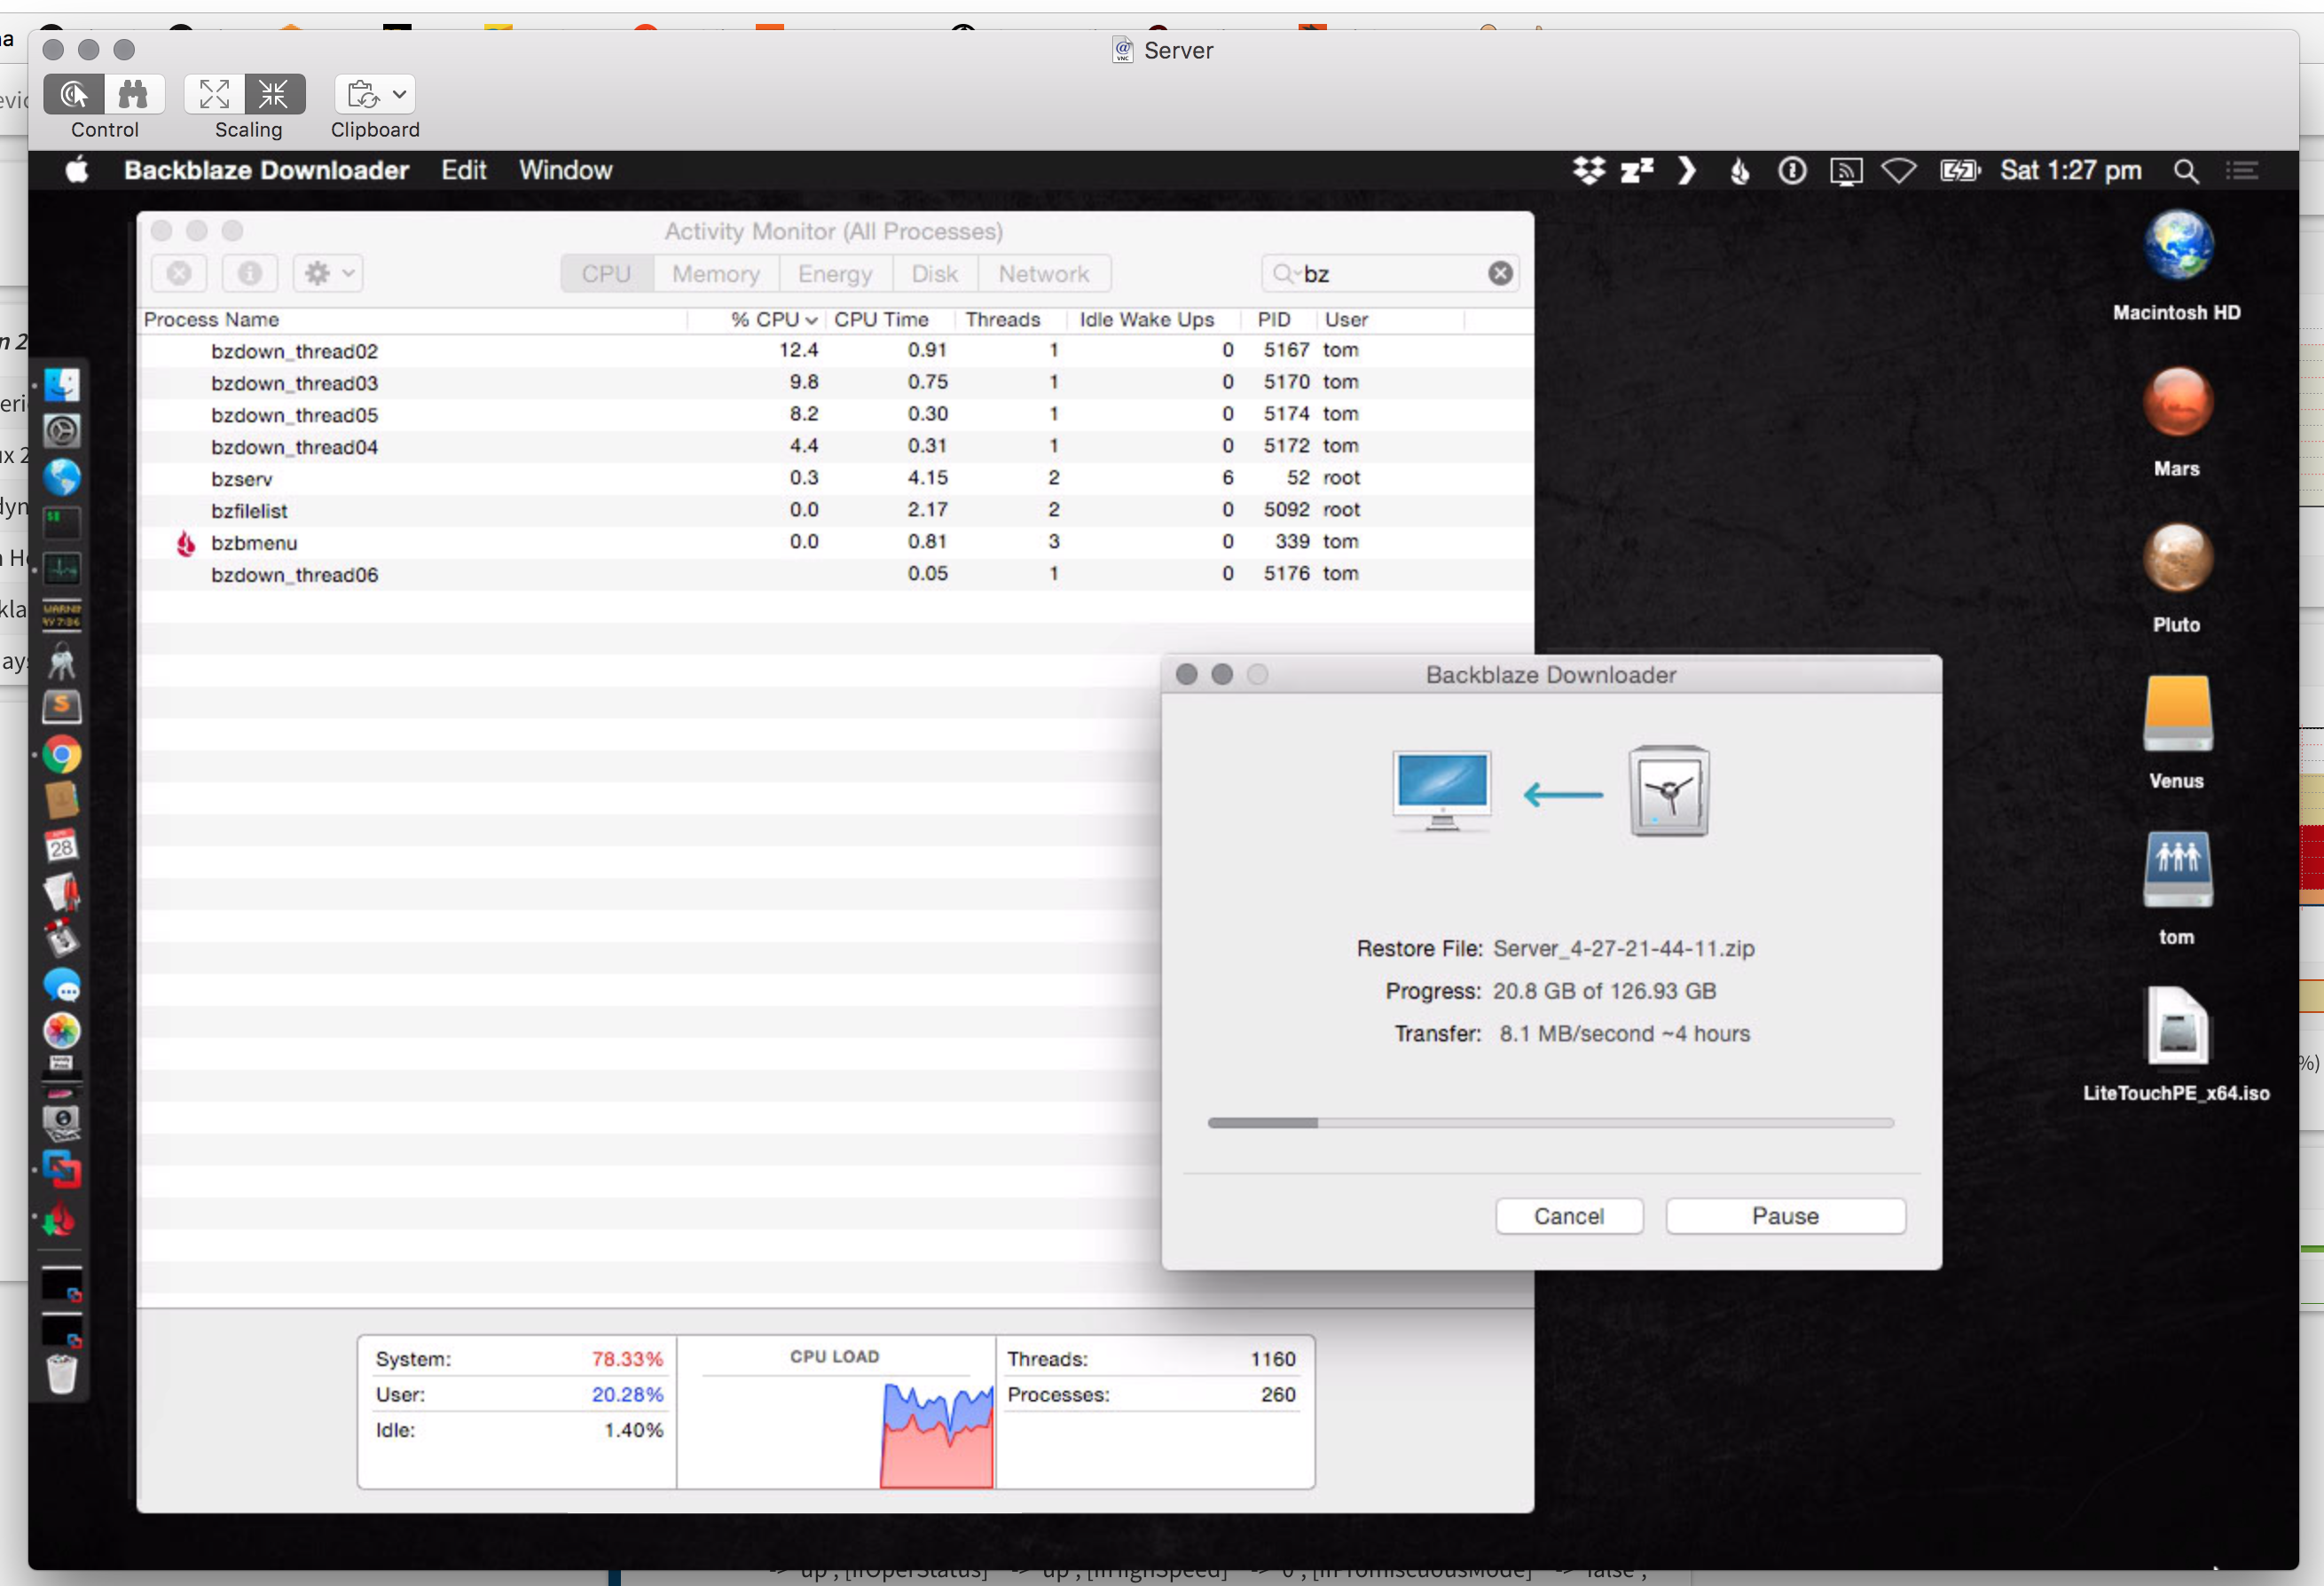 Server
Control
Scaling
Clipboard
Backblaze Downloader Edit Window
Sat 1:27 pm
Activity Monitor (All Processes)
CPU Memory Energy Disk Network
bz
Process Name % CPU CPU Time Threads Idle Wake Ups PID User
bzdown_thread02 12.4 0.91 1 0 5167 tom
bzdown_thread03 9.8 0.75 1 0 5170 tom
bzdown_thread05 8.2 0.30 1 0 5174 tom
bzdown_thread04 4.4 0.31 1 0 5172 tom
bzserv 0.3 4.15 2 6 52 root
bzfilelist 0.0 2.17 2 0 5092 root
bzbmenu 0.0 0.81 3 0 339 tom
bzdown_thread06 0.05 1 0 5176 tom
Backblaze Downloader
Restore File: Server_4-27-21-44-11.zip
Progress: 20.8 GB of 126.93 GB
Transfer: 8.1 MB/second ~4 hours
Cancel
Pause
System: 78.33%
User: 20.28%
Idle: 1.40%
CPU LOAD
Threads: 1160
Processes: 260
Macintosh HD
Mars
Pluto
Venus
tom
LiteTouchPE_x64.iso
28